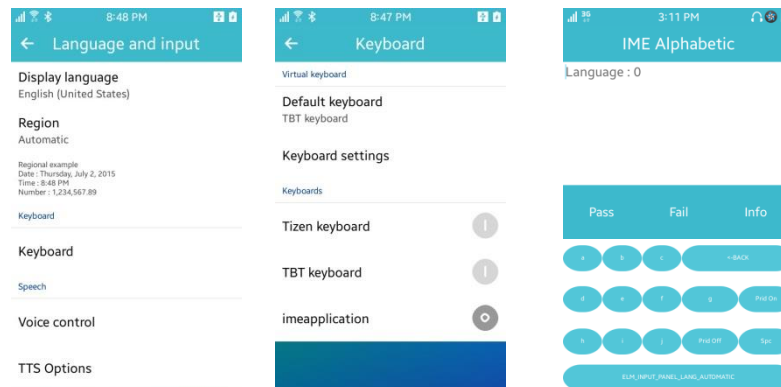 8:48 PM
Language and input
Display language
English (United States)
Region
Automatic
Regional example
Date : Thursday, July 2, 2015
Time : 8:48 PM
Number : 1,234,567.89
Keyboard
Keyboard
Speech
Voice control
TTS Options
8:47 PM
Keyboard
Virtual keyboard
Default keyboard
TBT keyboard
Keyboard settings
Keyboards
Tizen keyboard
TBT keyboard
imeapplication
3G
3:11 PM
IME Alphabetic
Language : 0
Pass Fail Info
a b c <-BACK
d e f g Prid On
h i j Prid Off Spc
ELM_INPUT_PANEL_LANG_AUTOMATIC